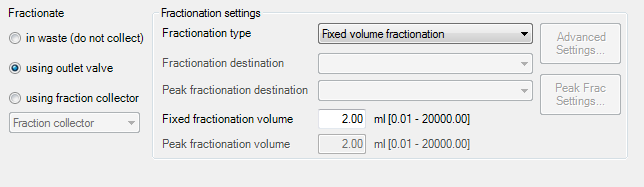 Fractionate
in waste (do not collect)
using outlet valve
using fraction collector
Fraction collector
Fractionation settings
Fractionation type Fixed volume fractionation
Advanced Settings...
Fractionation destination
Peak fractionation destination
Peak Frac Settings...
Fixed fractionation volume 2.00 ml [0.01 - 20000.00]
Peak fractionation volume 2.00 ml [0.01 - 20000.00]